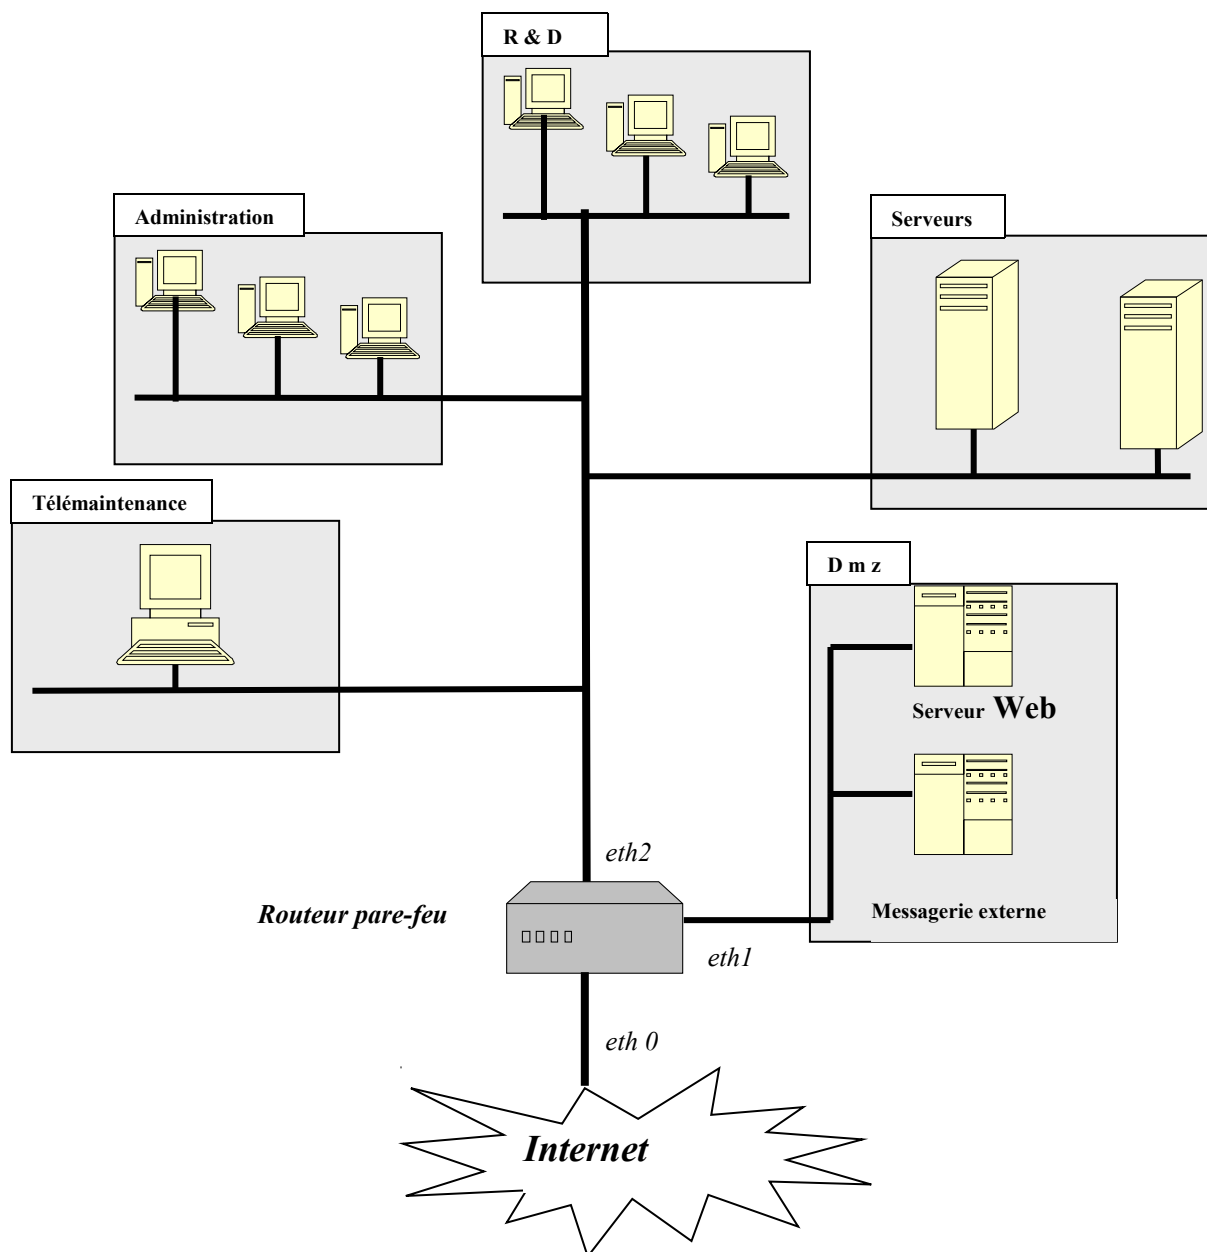 R & D
Administration
Serveurs
Télémaintenance
D m z
Serveur Web
eth2
Routeur pare-feu
Messagerie externe
eth1
eth 0
Internet